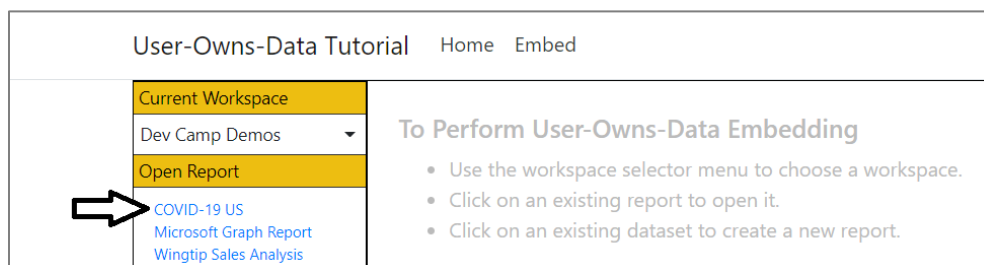 User-Owns-Data Tutorial Home Embed
Current Workspace
Dev Camp Demos
Open Report
COVID-19 US
Microsoft Graph Report
Wingtip Sales Analysis
To Perform User-Owns-Data Embedding
• Use the workspace selector menu to choose a workspace.
• Click on an existing report to open it.
• Click on an existing dataset to create a new report.